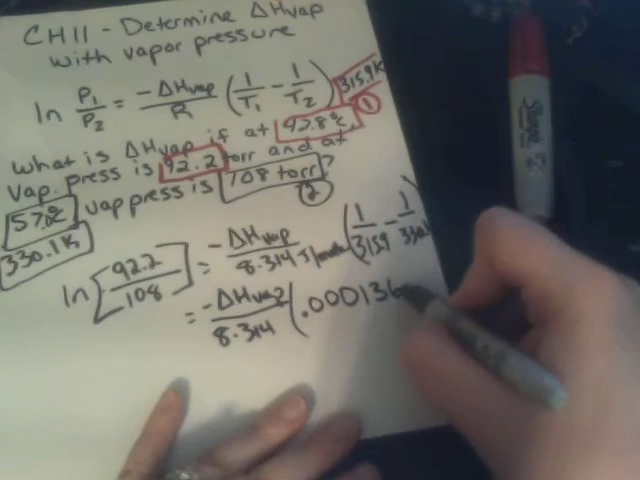 CH 11 - Determine ΔHvap
with vapor pressure
ln P1/P2 = -ΔHvap/R (1/T1 - 1/T2) 315.9K
What is ΔHvap if at 42.8°C, ①
Vap. press is 92.2 torr and at
57.0°C vap press is 108 torr? ②
330.1K
ln [92.2/108] = -ΔHvap/8.314 J/ (1/315.9 - 1/330.1)
= -ΔHvap/8.314 (.000136
Sharpie